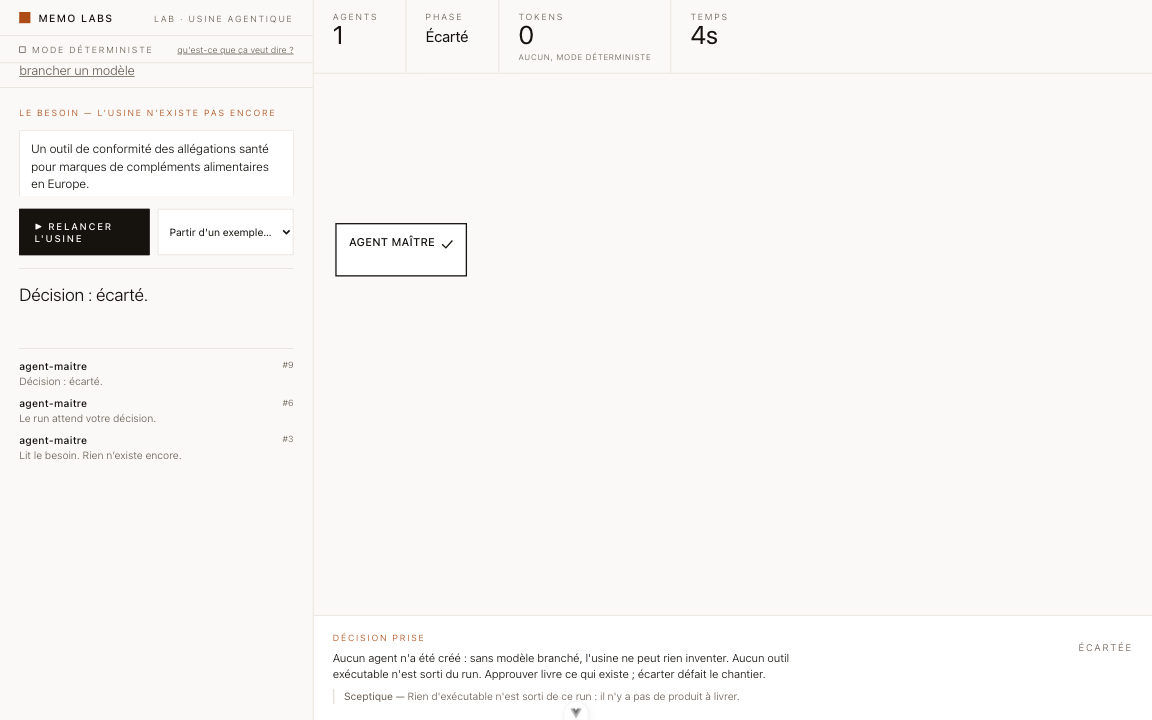 MEMO LABS
LAB · USINE AGENTIQUE
MODE DÉTERMINISTE
qu'est-ce que ça veut dire ?
brancher un modèle
LE BESOIN — L'USINE N'EXISTE PAS ENCORE
Un outil de conformité des allégations santé
pour marques de compléments alimentaires
en Europe.
► RELANCER
L'USINE
Partir d'un exemple...
Décision : écarté.
agent-maitre
#9
Décision : écarté.
agent-maitre
#6
Le run attend votre décision.
agent-maitre
#3
Lit le besoin. Rien n'existe encore.
AGENTS
1
PHASE
Écarté
TOKENS
0
AUCUN, MODE DÉTERMINISTE
TEMPS
4s
AGENT MAÎTRE
DÉCISION PRISE
Aucun agent n'a été créé : sans modèle branché, l'usine ne peut rien inventer. Aucun outil
exécutable n'est sorti du run. Approuver livre ce qui existe ; écarter défait le chantier.
Sceptique — Rien d'exécutable n'est sorti de ce run : il n'y a pas de produit à livrer.
ÉCARTÉE